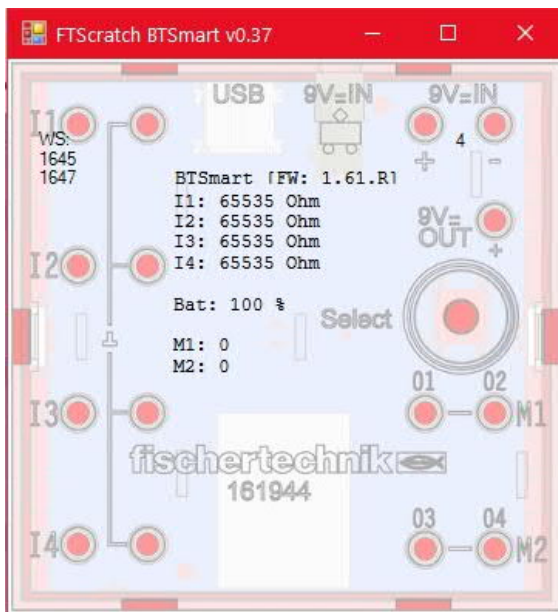 FTScratch BTSmart v0.37
USB 9V=IN 9V=IN
I1
WS:
1645
1647
4
+ -
BTSmart [FW: 1.61.R]
I1: 65535 Ohm
I2: 65535 Ohm
I3: 65535 Ohm
I4: 65535 Ohm
9V=
OUT
+
I2
Bat: 100 %
Select
M1: 0
M2: 0
O1 O2
I3 M1
fischertechnik
161944
O3 O4
I4 M2